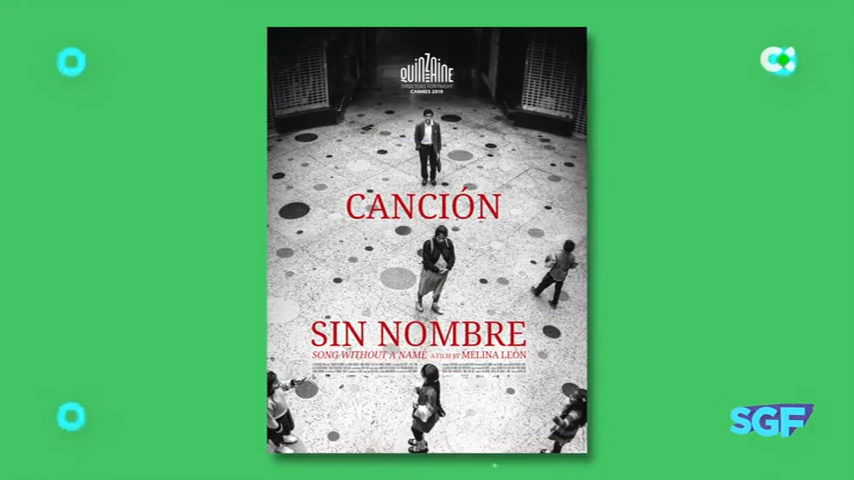 QUINZAINE
DIRECTORS' FORTNIGHT
CANNES 2019
CANCIÓN
SIN NOMBRE
SONG WITHOUT A NAME A FILM BY MELINA LEÓN
SGF